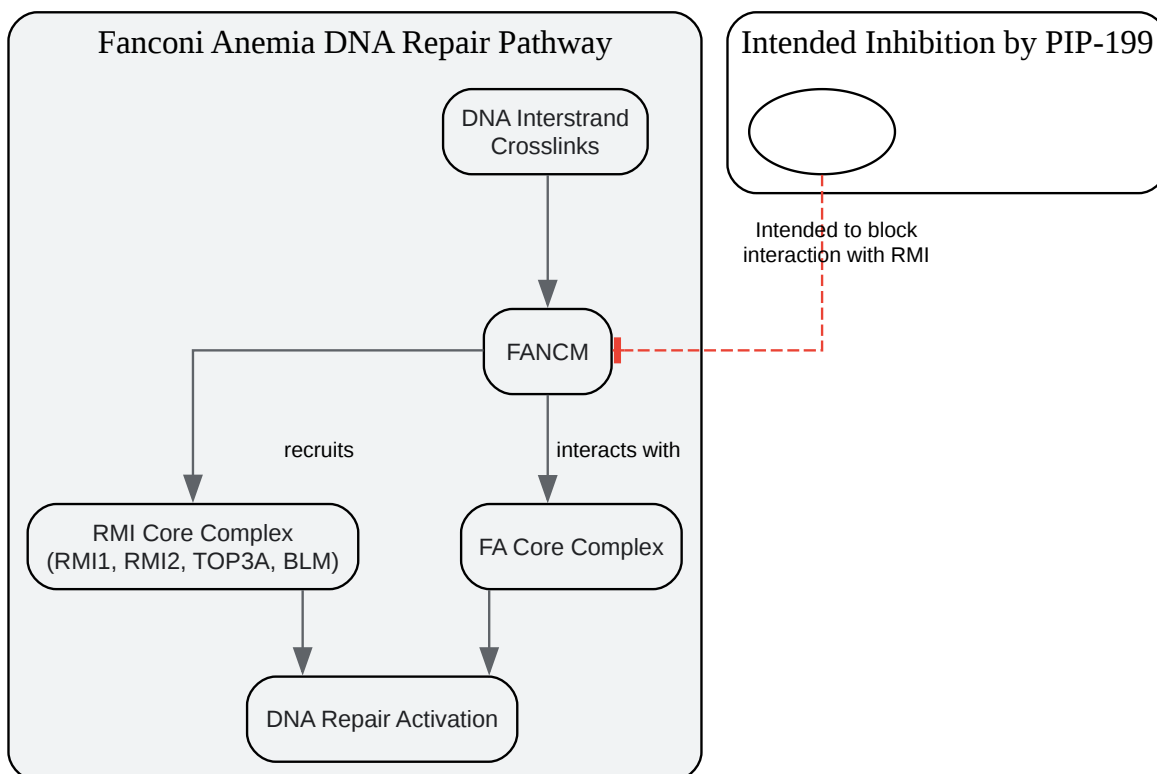 Fanconi Anemia DNA Repair Pathway
Intended Inhibition by PIP-199
DNA Interstrand
Crosslinks
Intended to block
interaction with RMI
FANCM
recruits
interacts with
RMI Core Complex
(RMI1, RMI2, TOP3A, BLM)
FA Core Complex
DNA Repair Activation